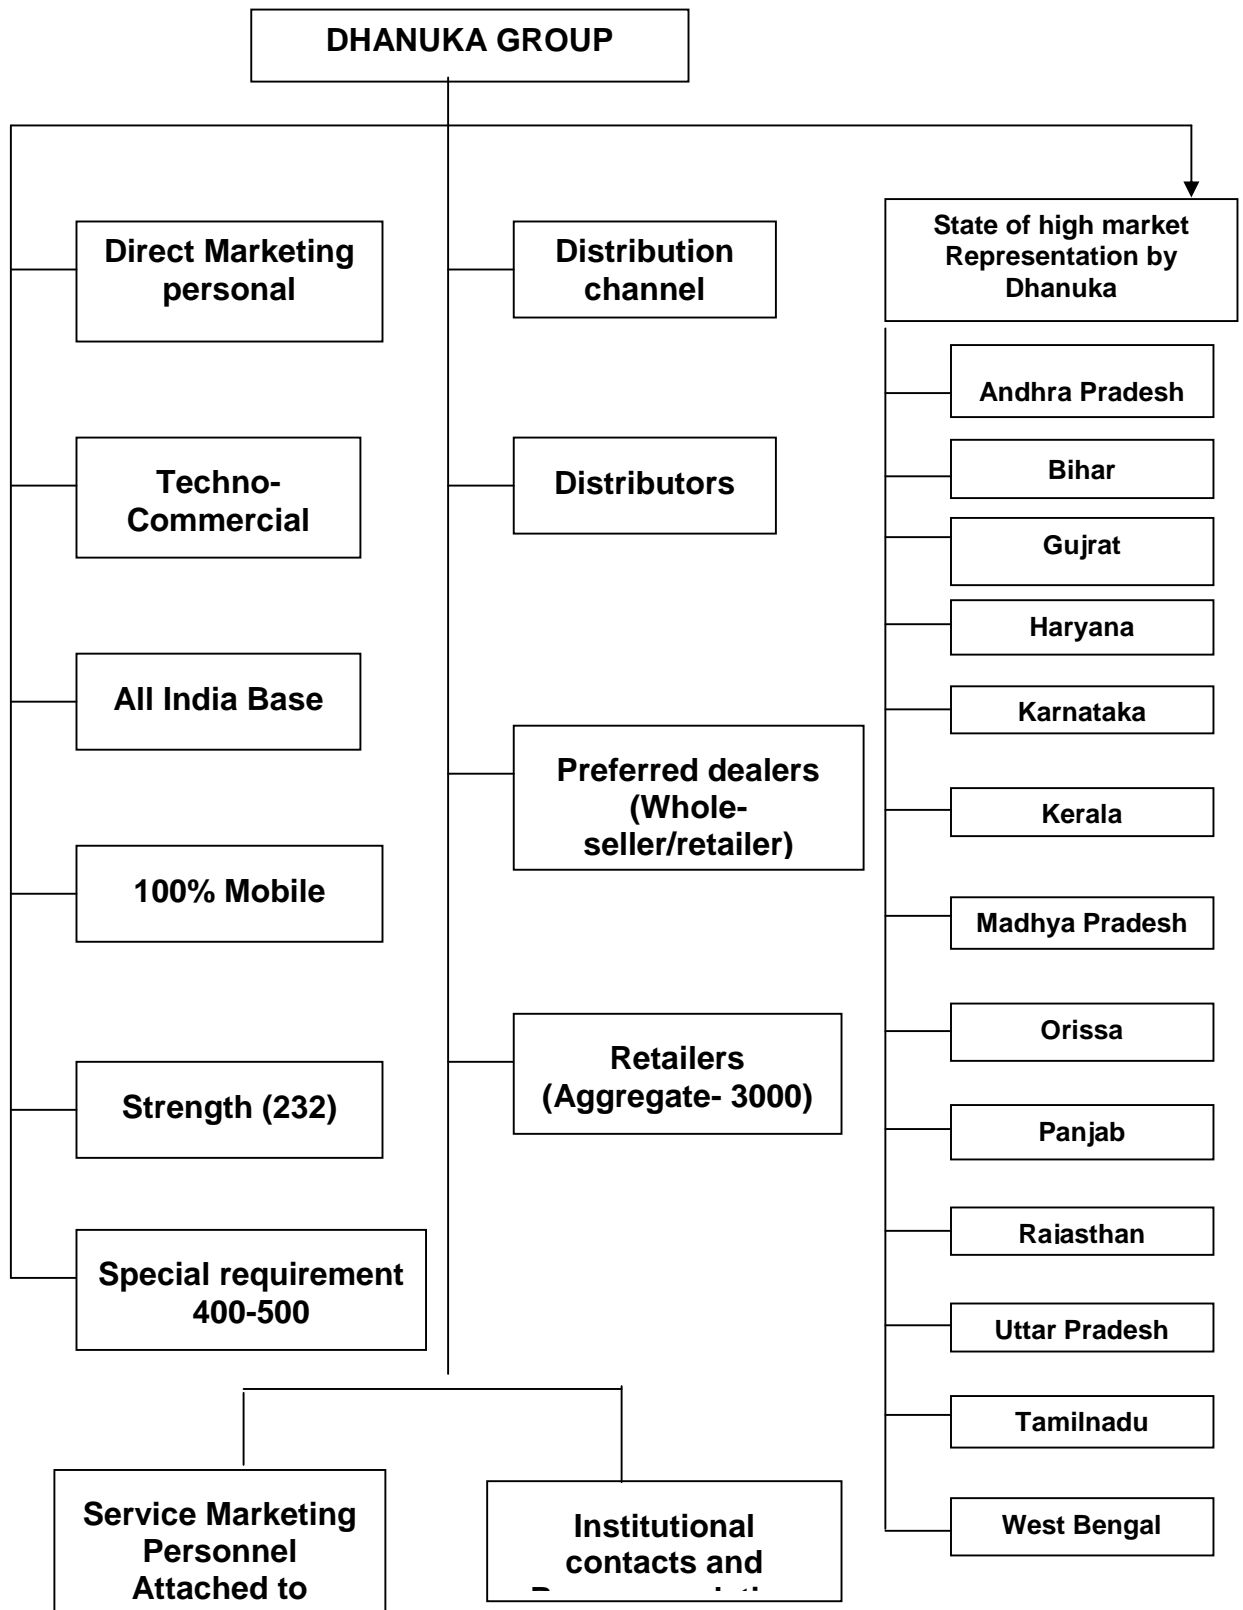 DHANUKA GROUP
Direct Marketing
personal
Techno-
Commercial
All India Base
100% Mobile
Strength (232)
Special requirement
400-500
Distribution
channel
Distributors
Preferred dealers
(Whole-
seller/retailer)
Retailers
(Aggregate- 3000)
Service Marketing
Personnel
Attached to
Institutional
contacts and
State of high market
Representation by
Dhanuka
Andhra Pradesh
Bihar
Gujrat
Haryana
Karnataka
Kerala
Madhya Pradesh
Orissa
Panjab
Rajasthan
Uttar Pradesh
Tamilnadu
West Bengal